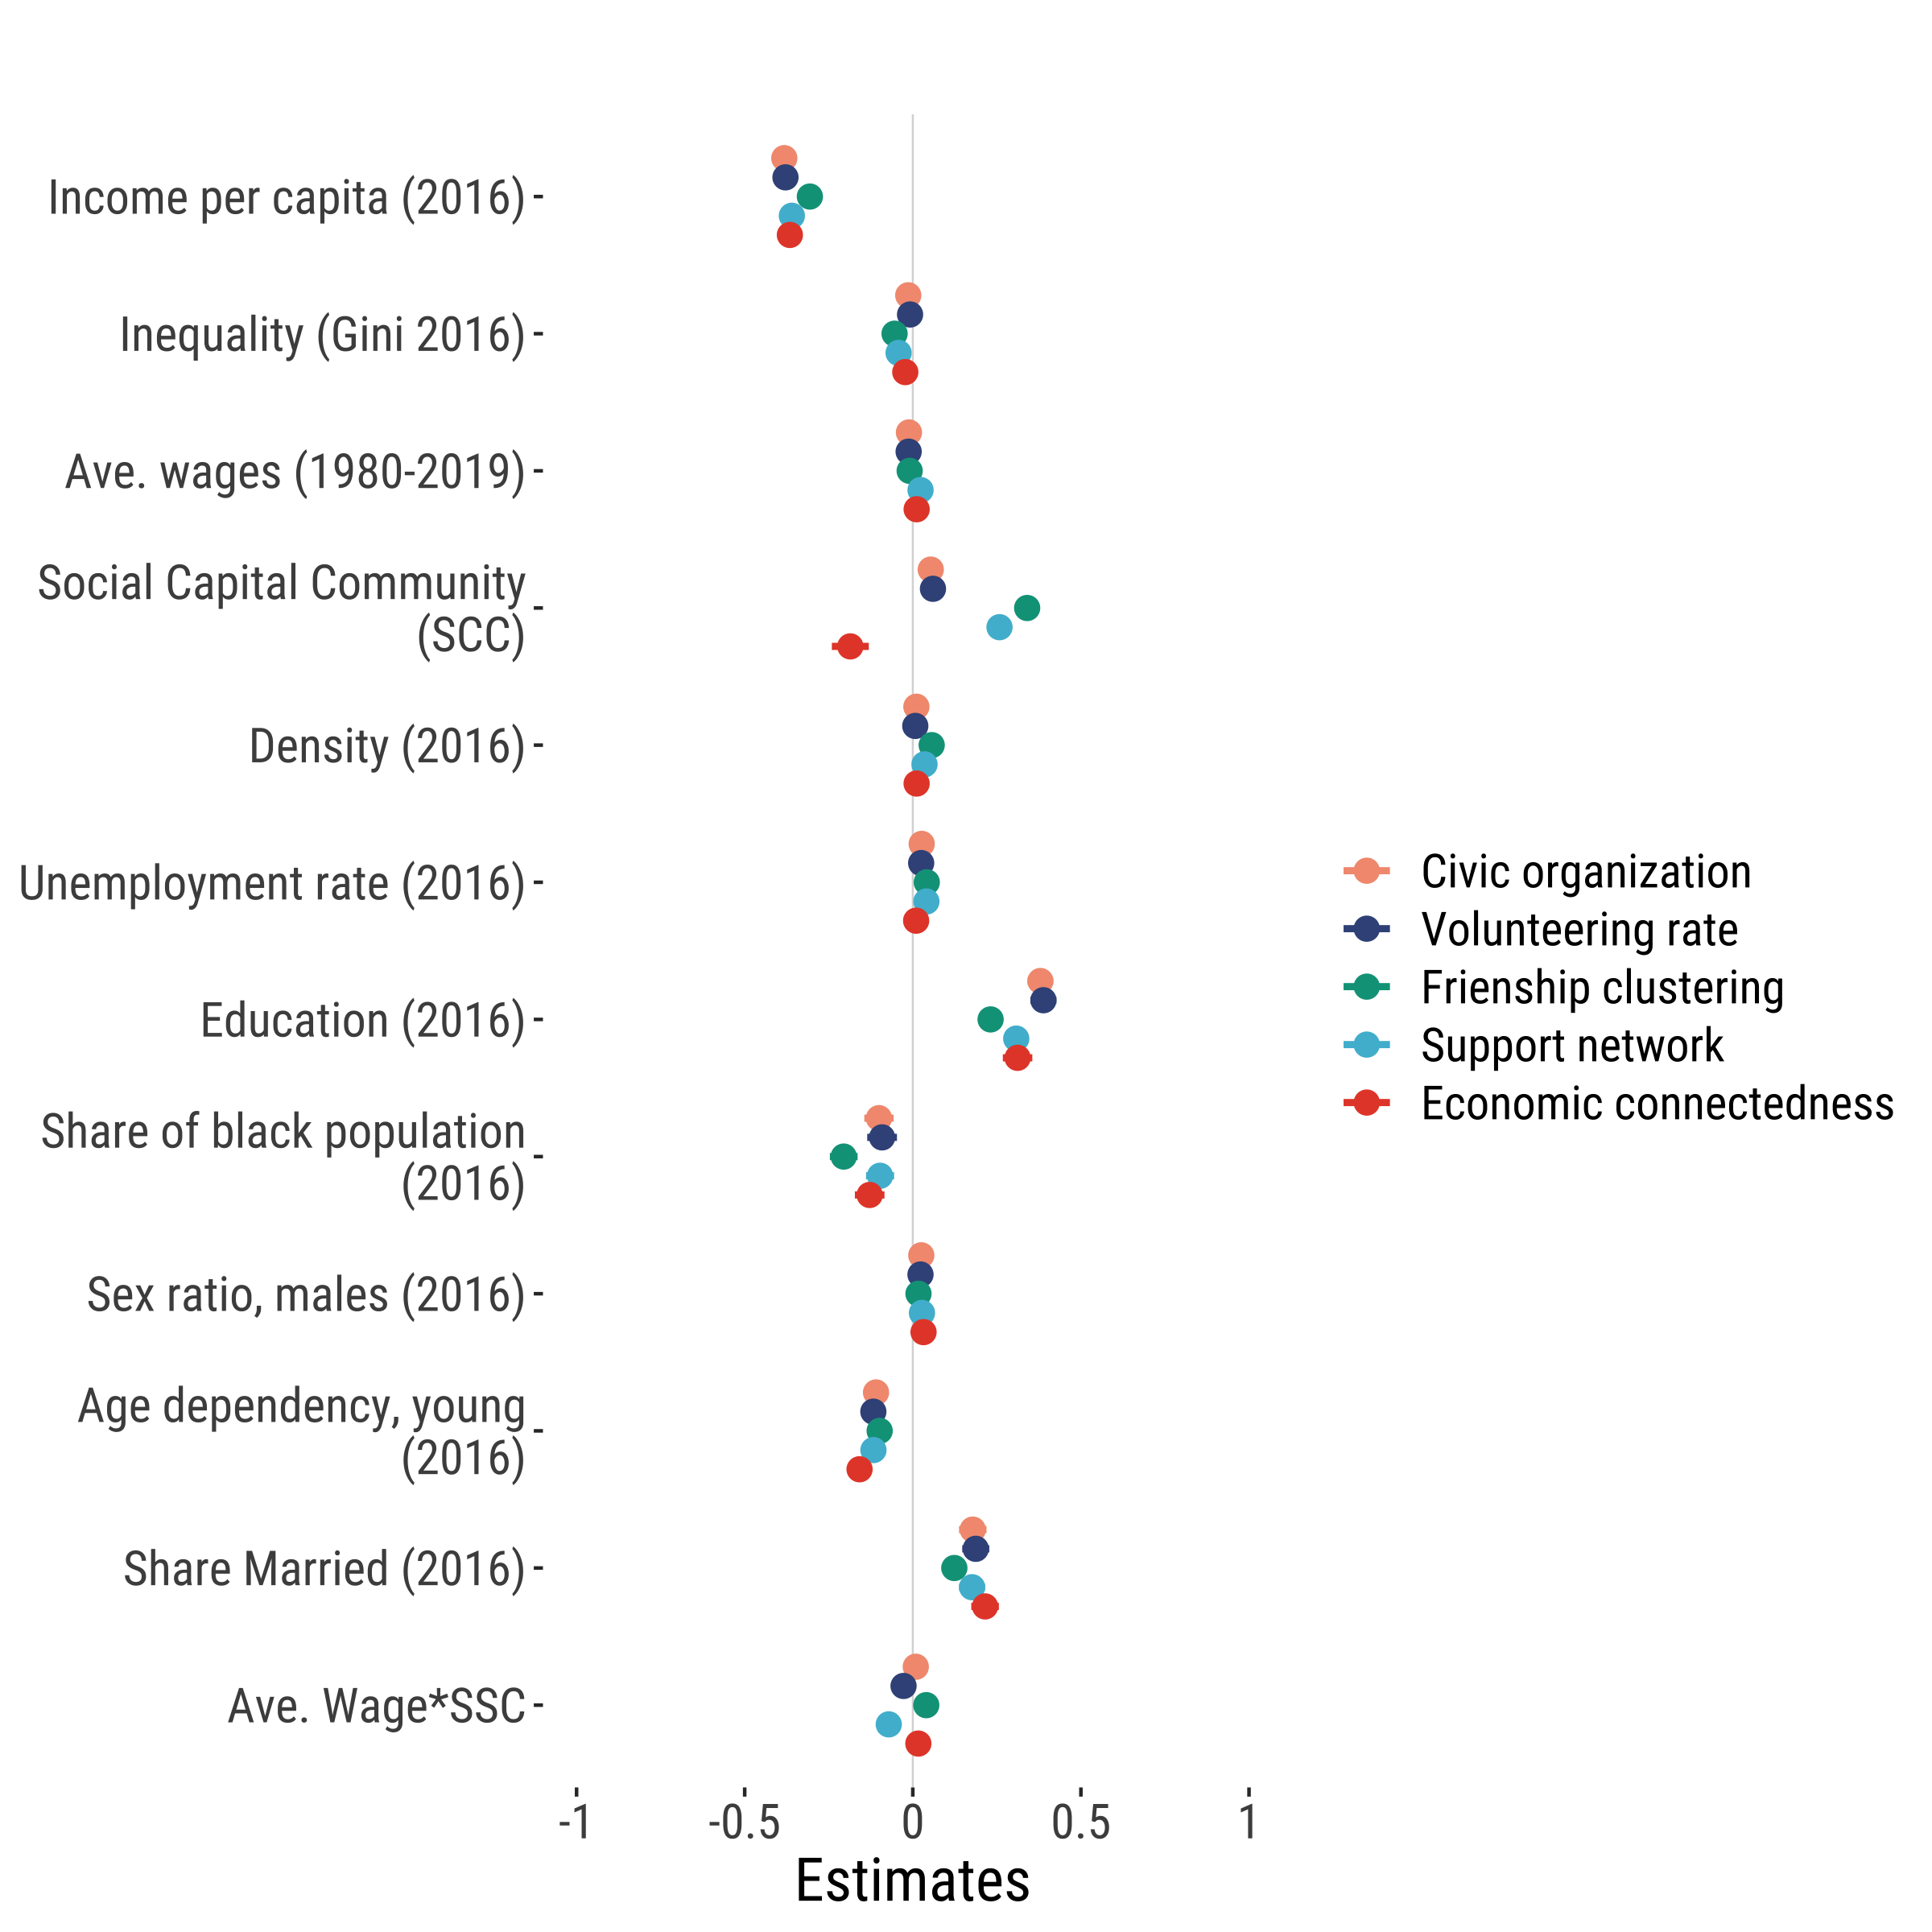 Income per capita (2016)
Inequality (Gini 2016)
Ave. wages (1980-2019)
Social Capital Community
(SCC)
Density (2016)
Unemployment rate (2016)
Education (2016)
Share of black population
(2016)
Sex ratio, males (2016)
Age dependency, young
(2016)
Share Married (2016)
Ave. Wage*SSC
-1
-0.5
0
0.5
1
Estimates
Civic organization
Volunteering rate
Frienship clustering
Support network
Economic connectedness